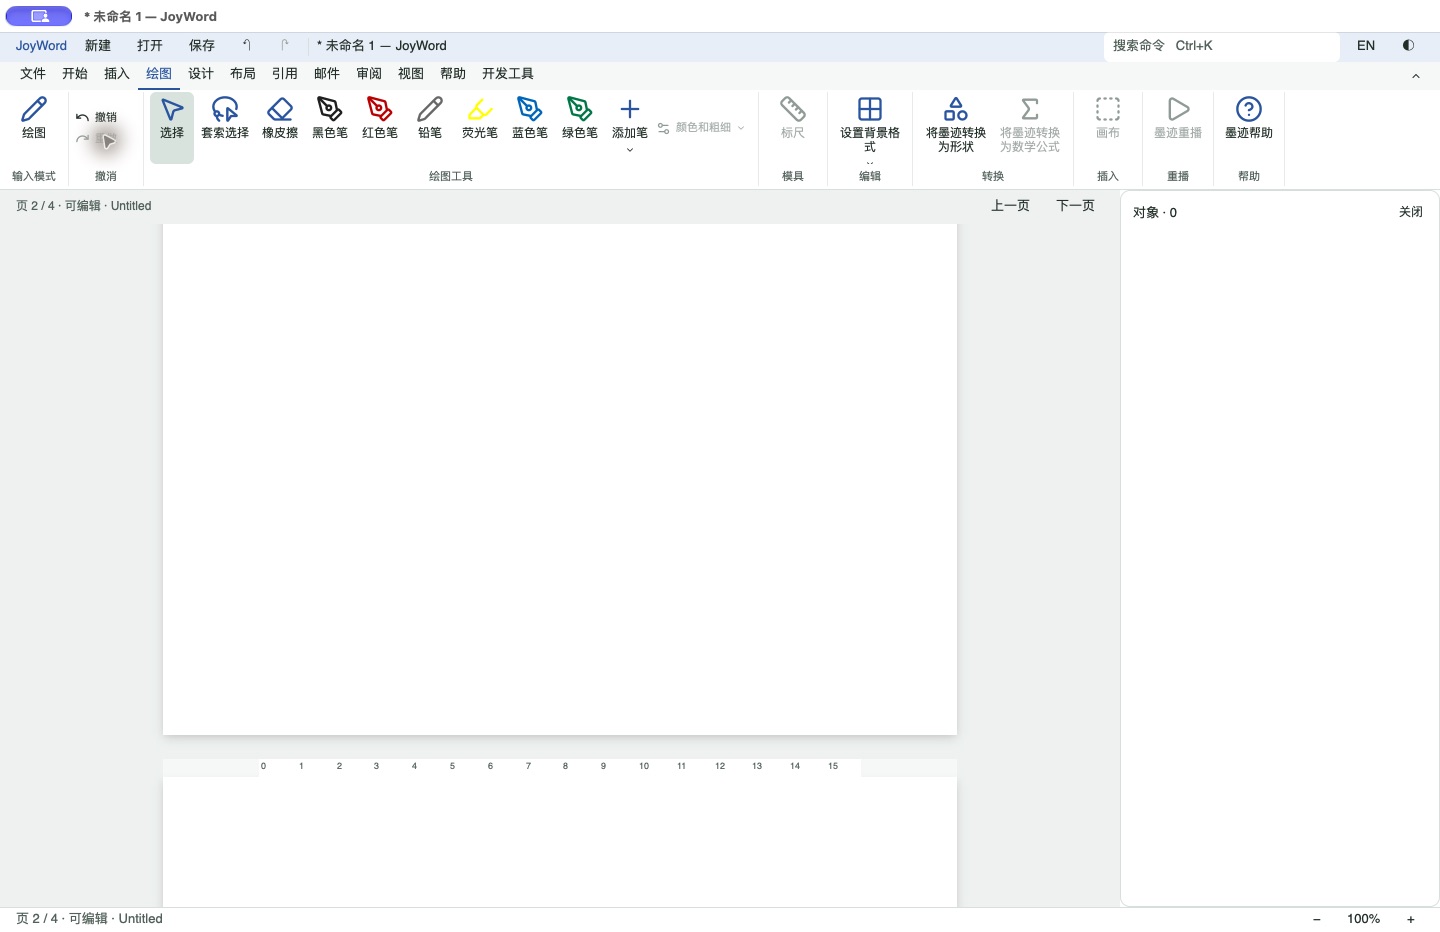 * 未命名 1 — JoyWord
JoyWord 新建 打开 保存 * 未命名 1 — JoyWord 搜索命令 Ctrl+K EN
文件 开始 插入 绘图 设计 布局 引用 邮件 审阅 视图 帮助 开发工具
绘图 撤销 选择 套索选择 橡皮擦 黑色笔 红色笔 铅笔 荧光笔 蓝色笔 绿色笔 添加笔 颜色和粗细 标尺 设置背景格式 将墨迹转换为形状 将墨迹转换为数学公式 画布 墨迹重播 墨迹帮助
输入模式 撤消 绘图工具 模具 编辑 转换 插入 重播 帮助
页 2 / 4 · 可编辑 · Untitled 上一页 下一页 对象 · 0 关闭
0 1 2 3 4 5 6 7 8 9 10 11 12 13 14 15
页 2 / 4 · 可编辑 · Untitled − 100% +